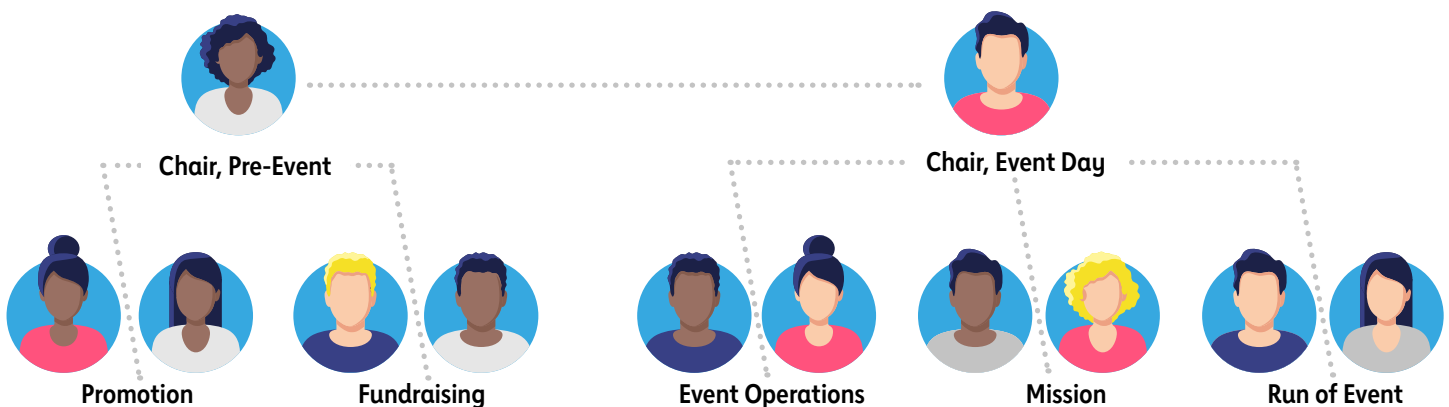 Chair, Pre-Event
Chair, Event Day
Promotion
Fundraising
Event Operations
Mission
Run of Event